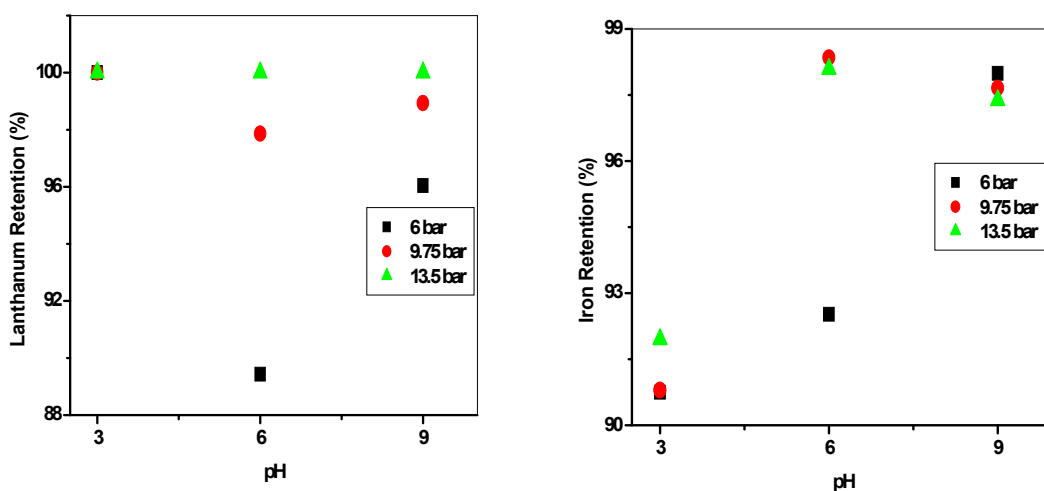 Lanthanum Retention (%)
100
96
92
88
3
6
9
pH
6 bar
9.75 bar
13.5 bar
Iron Retention (%)
99
96
93
90
3
6
9
pH
6 bar
9.75 bar
13.5 bar